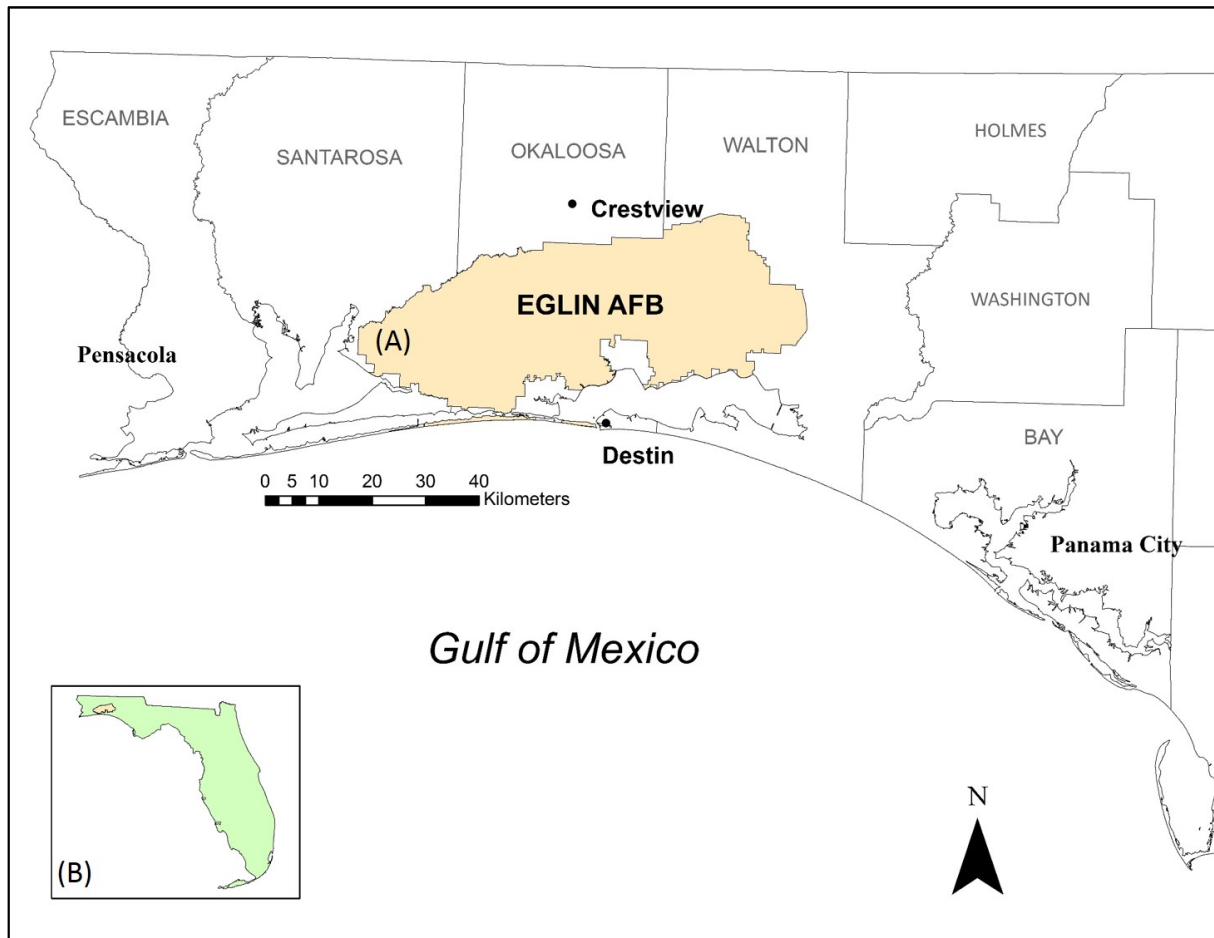 ESCAMBIA
SANTAROSA
OKALOOSA
WALTON
HOLMES
Crestview
EGLIN AFB
(A)
WASHINGTON
Pensacola
Destin
BAY
0 5 10 20 30 40
Kilometers
Panama City
Gulf of Mexico
(B)
N